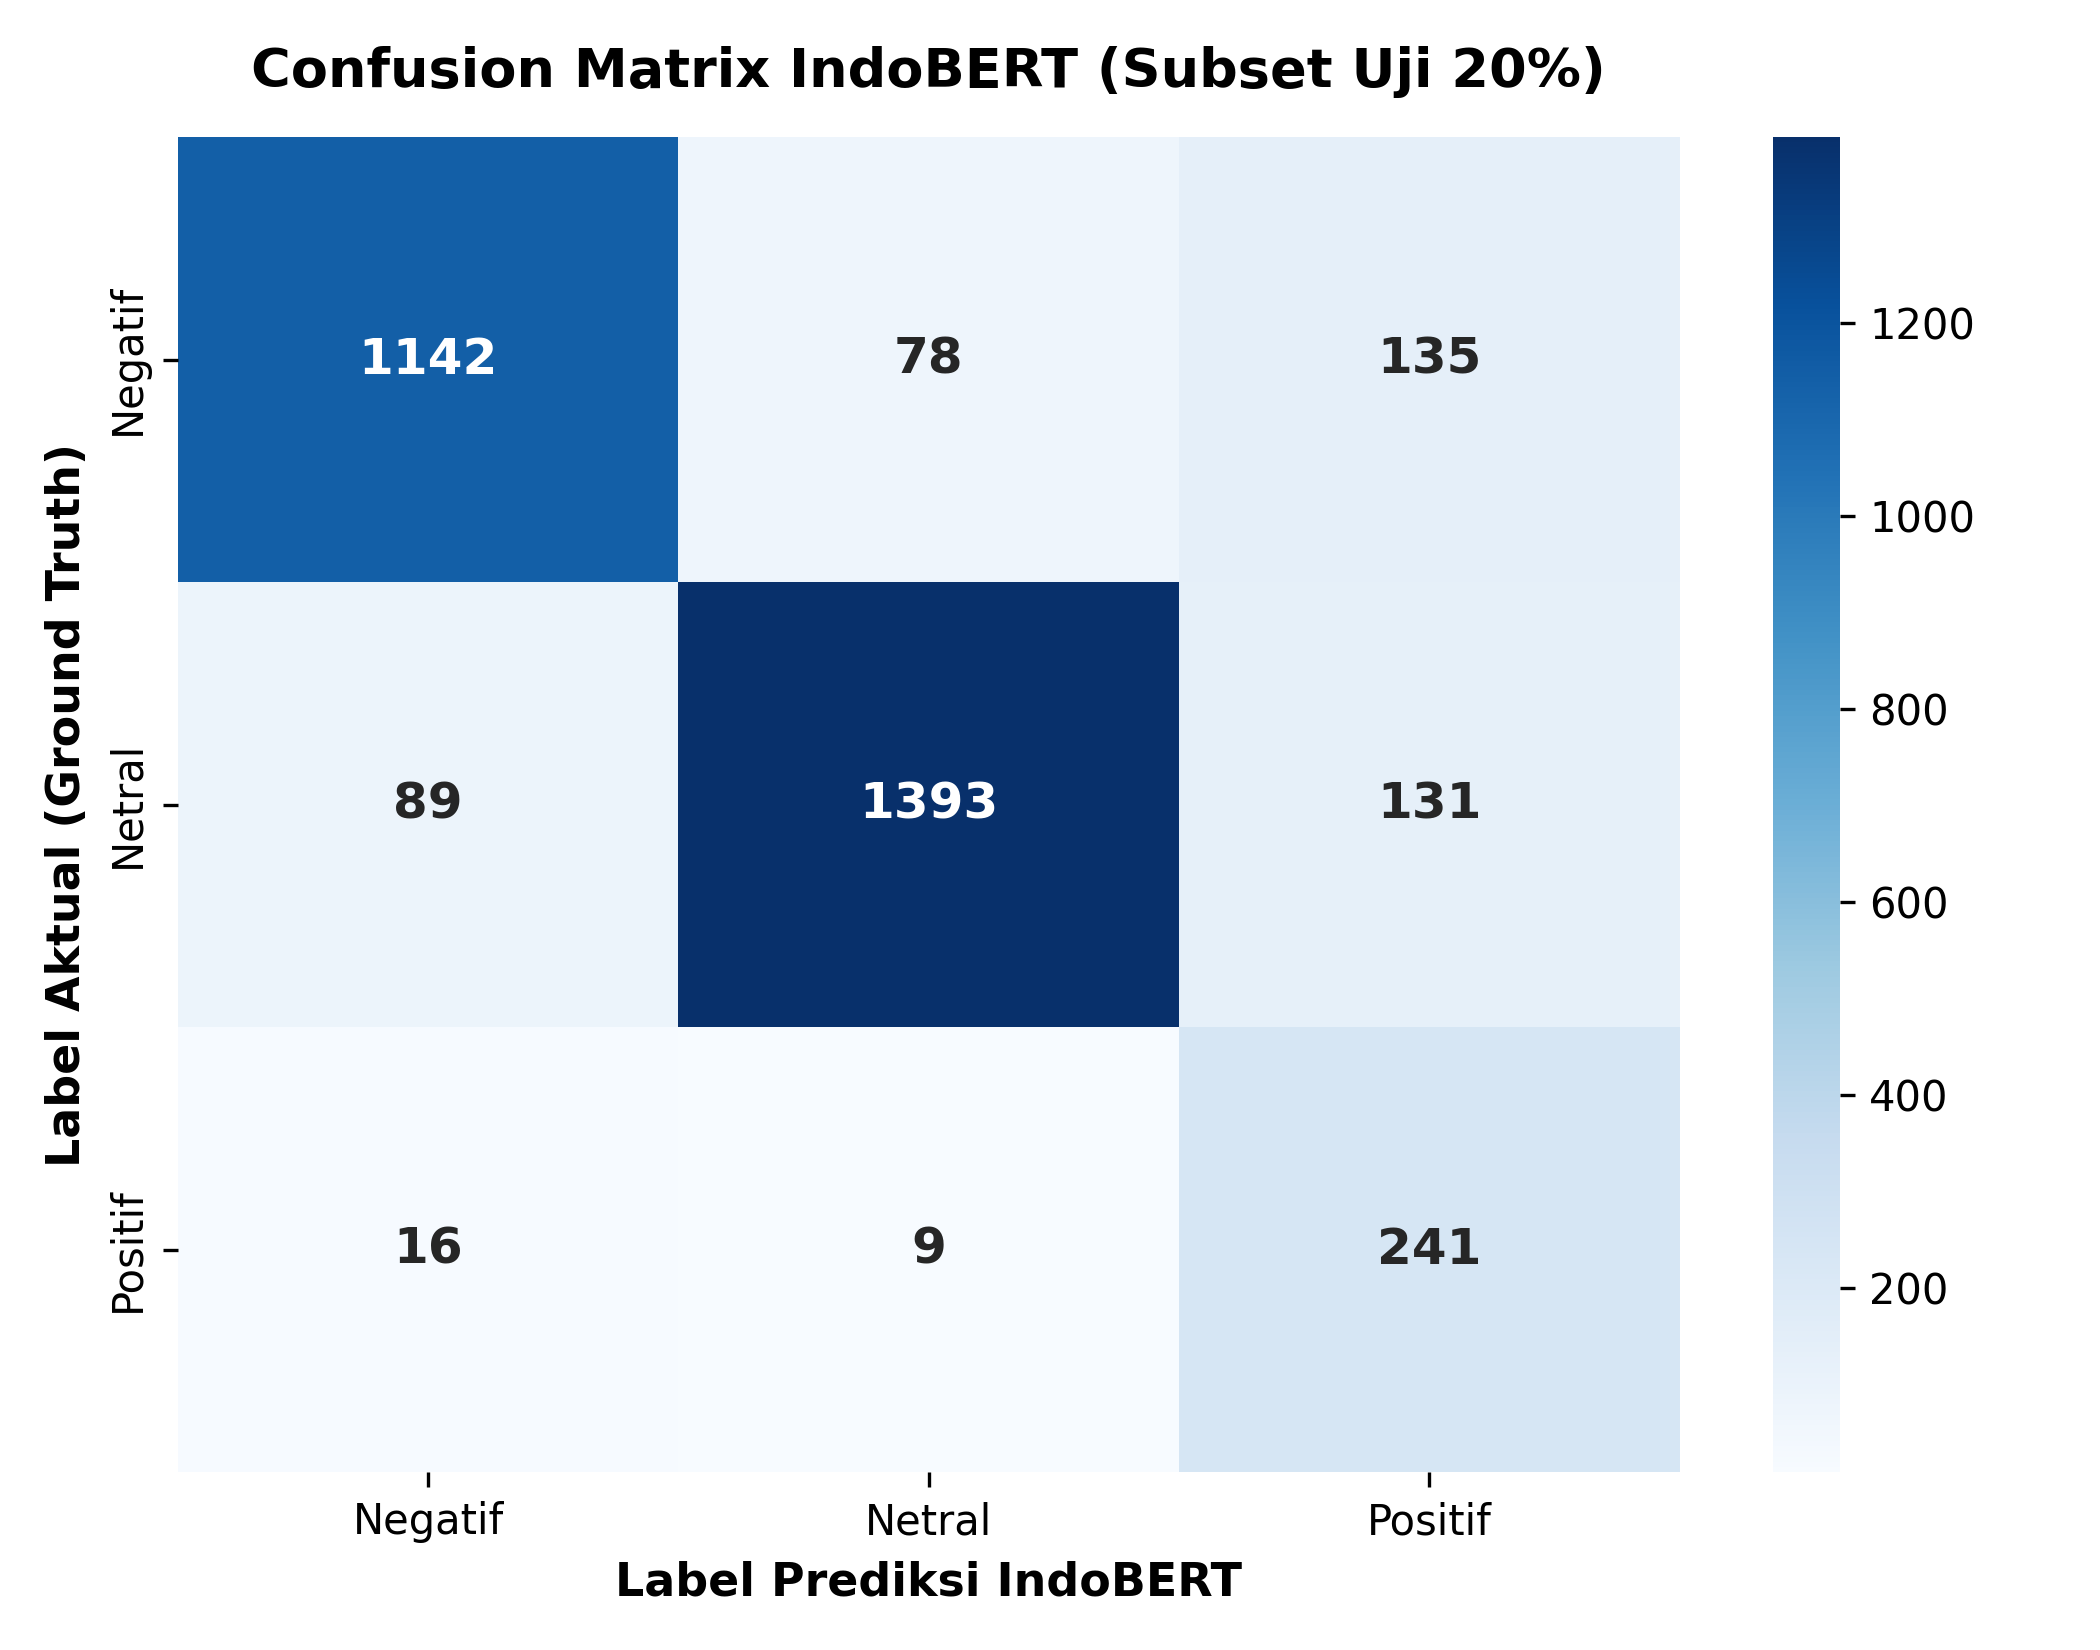 Confusion Matrix IndoBERT (Subset Uji 20%)
Label Aktual (Ground Truth)
Negatif
1142
78
135
Netral
89
1393
131
Positif
16
9
241
Negatif
Netral
Positif
Label Prediksi IndoBERT
1200
1000
800
600
400
200